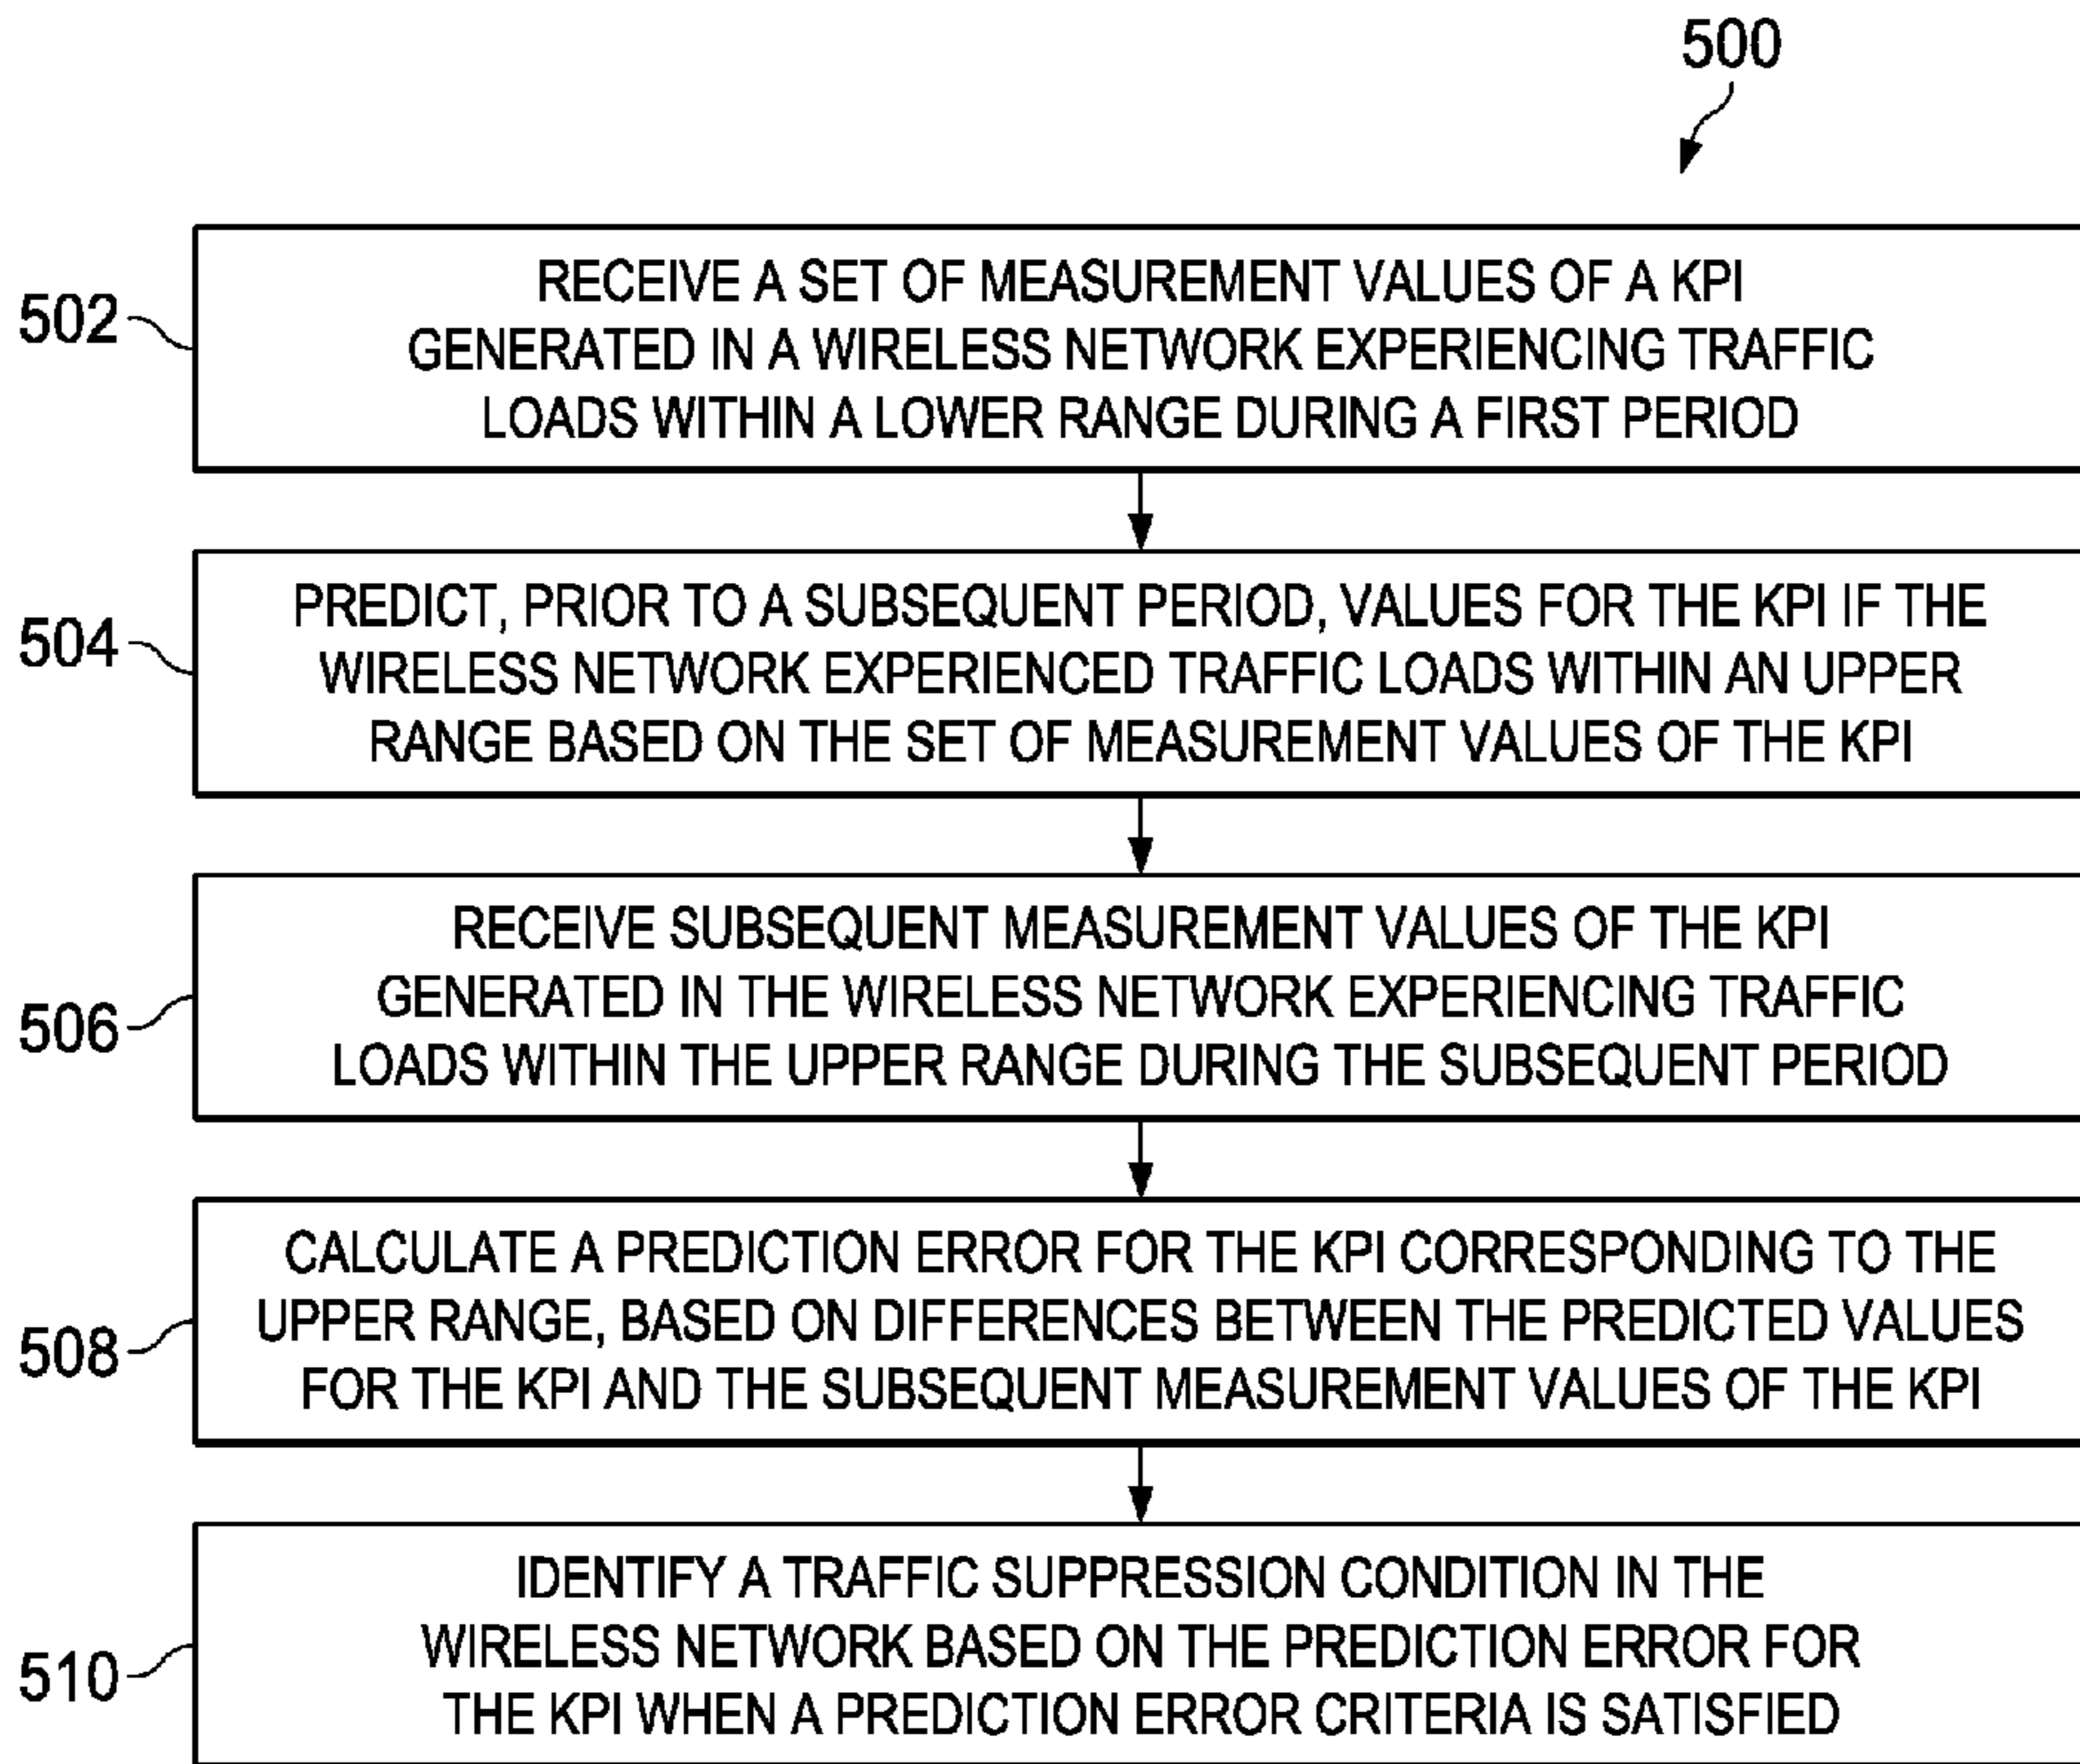 500
502
RECEIVE A SET OF MEASUREMENT VALUES OF A KPI
GENERATED IN A WIRELESS NETWORK EXPERIENCING TRAFFIC
LOADS WITHIN A LOWER RANGE DURING A FIRST PERIOD
504
PREDICT, PRIOR TO A SUBSEQUENT PERIOD, VALUES FOR THE KPI IF THE
WIRELESS NETWORK EXPERIENCED TRAFFIC LOADS WITHIN AN UPPER
RANGE BASED ON THE SET OF MEASUREMENT VALUES OF THE KPI
506
RECEIVE SUBSEQUENT MEASUREMENT VALUES OF THE KPI
GENERATED IN THE WIRELESS NETWORK EXPERIENCING TRAFFIC
LOADS WITHIN THE UPPER RANGE DURING THE SUBSEQUENT PERIOD
508
CALCULATE A PREDICTION ERROR FOR THE KPI CORRESPONDING TO THE
UPPER RANGE, BASED ON DIFFERENCES BETWEEN THE PREDICTED VALUES
FOR THE KPI AND THE SUBSEQUENT MEASUREMENT VALUES OF THE KPI
510
IDENTIFY A TRAFFIC SUPPRESSION CONDITION IN THE
WIRELESS NETWORK BASED ON THE PREDICTION ERROR FOR
THE KPI WHEN A PREDICTION ERROR CRITERIA IS SATISFIED